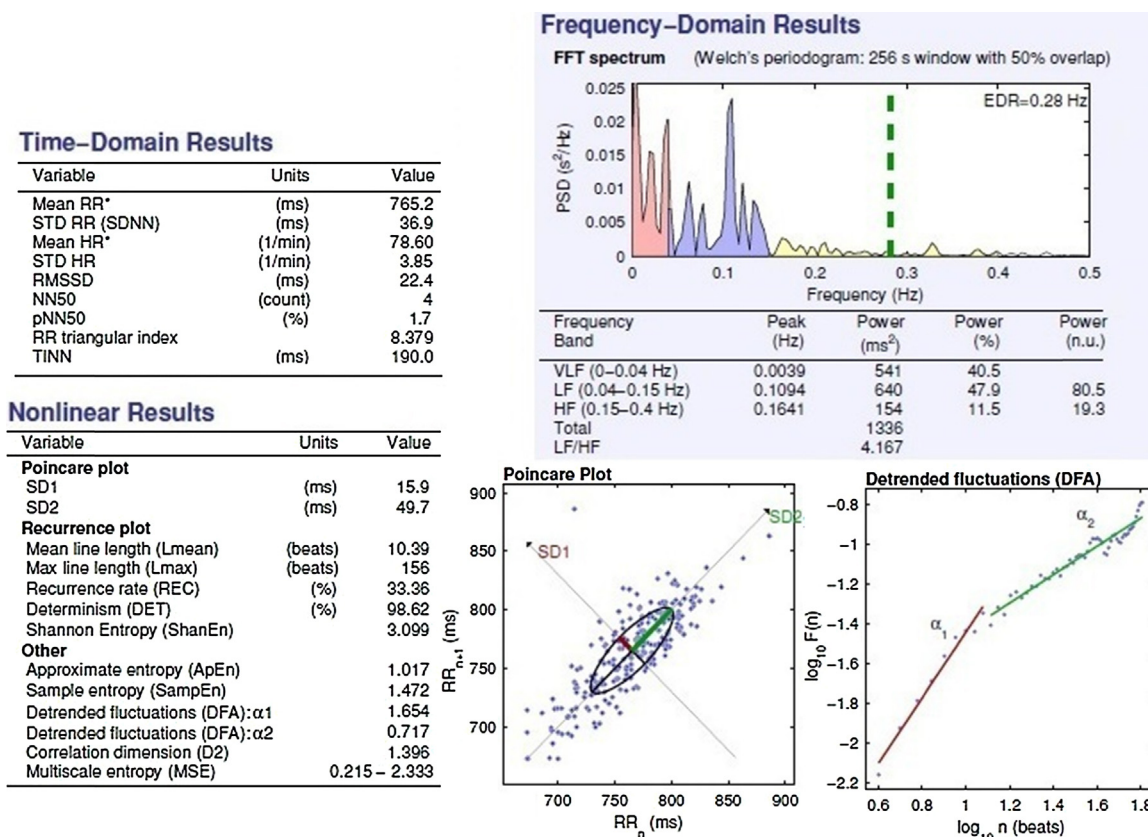 Time–Domain Results
Variable Units Value
Mean RR* (ms) 765.2
STD RR (SDNN) (ms) 36.9
Mean HR* (1/min) 78.60
STD HR (1/min) 3.85
RMSSD (ms) 22.4
NN50 (count) 4
pNN50 (%) 1.7
RR triangular index 8.379
TINN (ms) 190.0
Nonlinear Results
Variable Units Value
Poincare plot
SD1 (ms) 15.9
SD2 (ms) 49.7
Recurrence plot
Mean line length (Lmean) (beats) 10.39
Max line length (Lmax) (beats) 156
Recurrence rate (REC) (%) 33.36
Determinism (DET) (%) 98.62
Shannon Entropy (ShanEn) 3.099
Other
Approximate entropy (ApEn) 1.017
Sample entropy (SampEn) 1.472
Detrended fluctuations (DFA):α1 1.654
Detrended fluctuations (DFA):α2 0.717
Correlation dimension (D2) 1.396
Multiscale entropy (MSE) 0.215 – 2.333
Frequency–Domain Results
FFT spectrum (Welch's periodogram: 256 s window with 50% overlap)
EDR=0.28 Hz
PSD (s²/Hz)
0.025
0.02
0.015
0.01
0.005
0
0 0.1 0.2 0.3 0.4 0.5
Frequency (Hz)
Frequency Band Peak (Hz) Power (ms²) Power (%) Power (n.u.)
VLF (0–0.04 Hz) 0.0039 541 40.5
LF (0.04–0.15 Hz) 0.1094 640 47.9 80.5
HF (0.15–0.4 Hz) 0.1641 154 11.5 19.3
Total 1336
LF/HF 4.167
Poincare Plot
SD2
SD1
RRn+1 (ms)
900
850
800
750
700
700 750 800 850 900
RRn (ms)
Detrended fluctuations (DFA)
α2
α1
log10 F(n)
−0.8
−1
−1.2
−1.4
−1.6
−1.8
−2
−2.2
0.6 0.8 1 1.2 1.4 1.6 1.8
log10 n (beats)